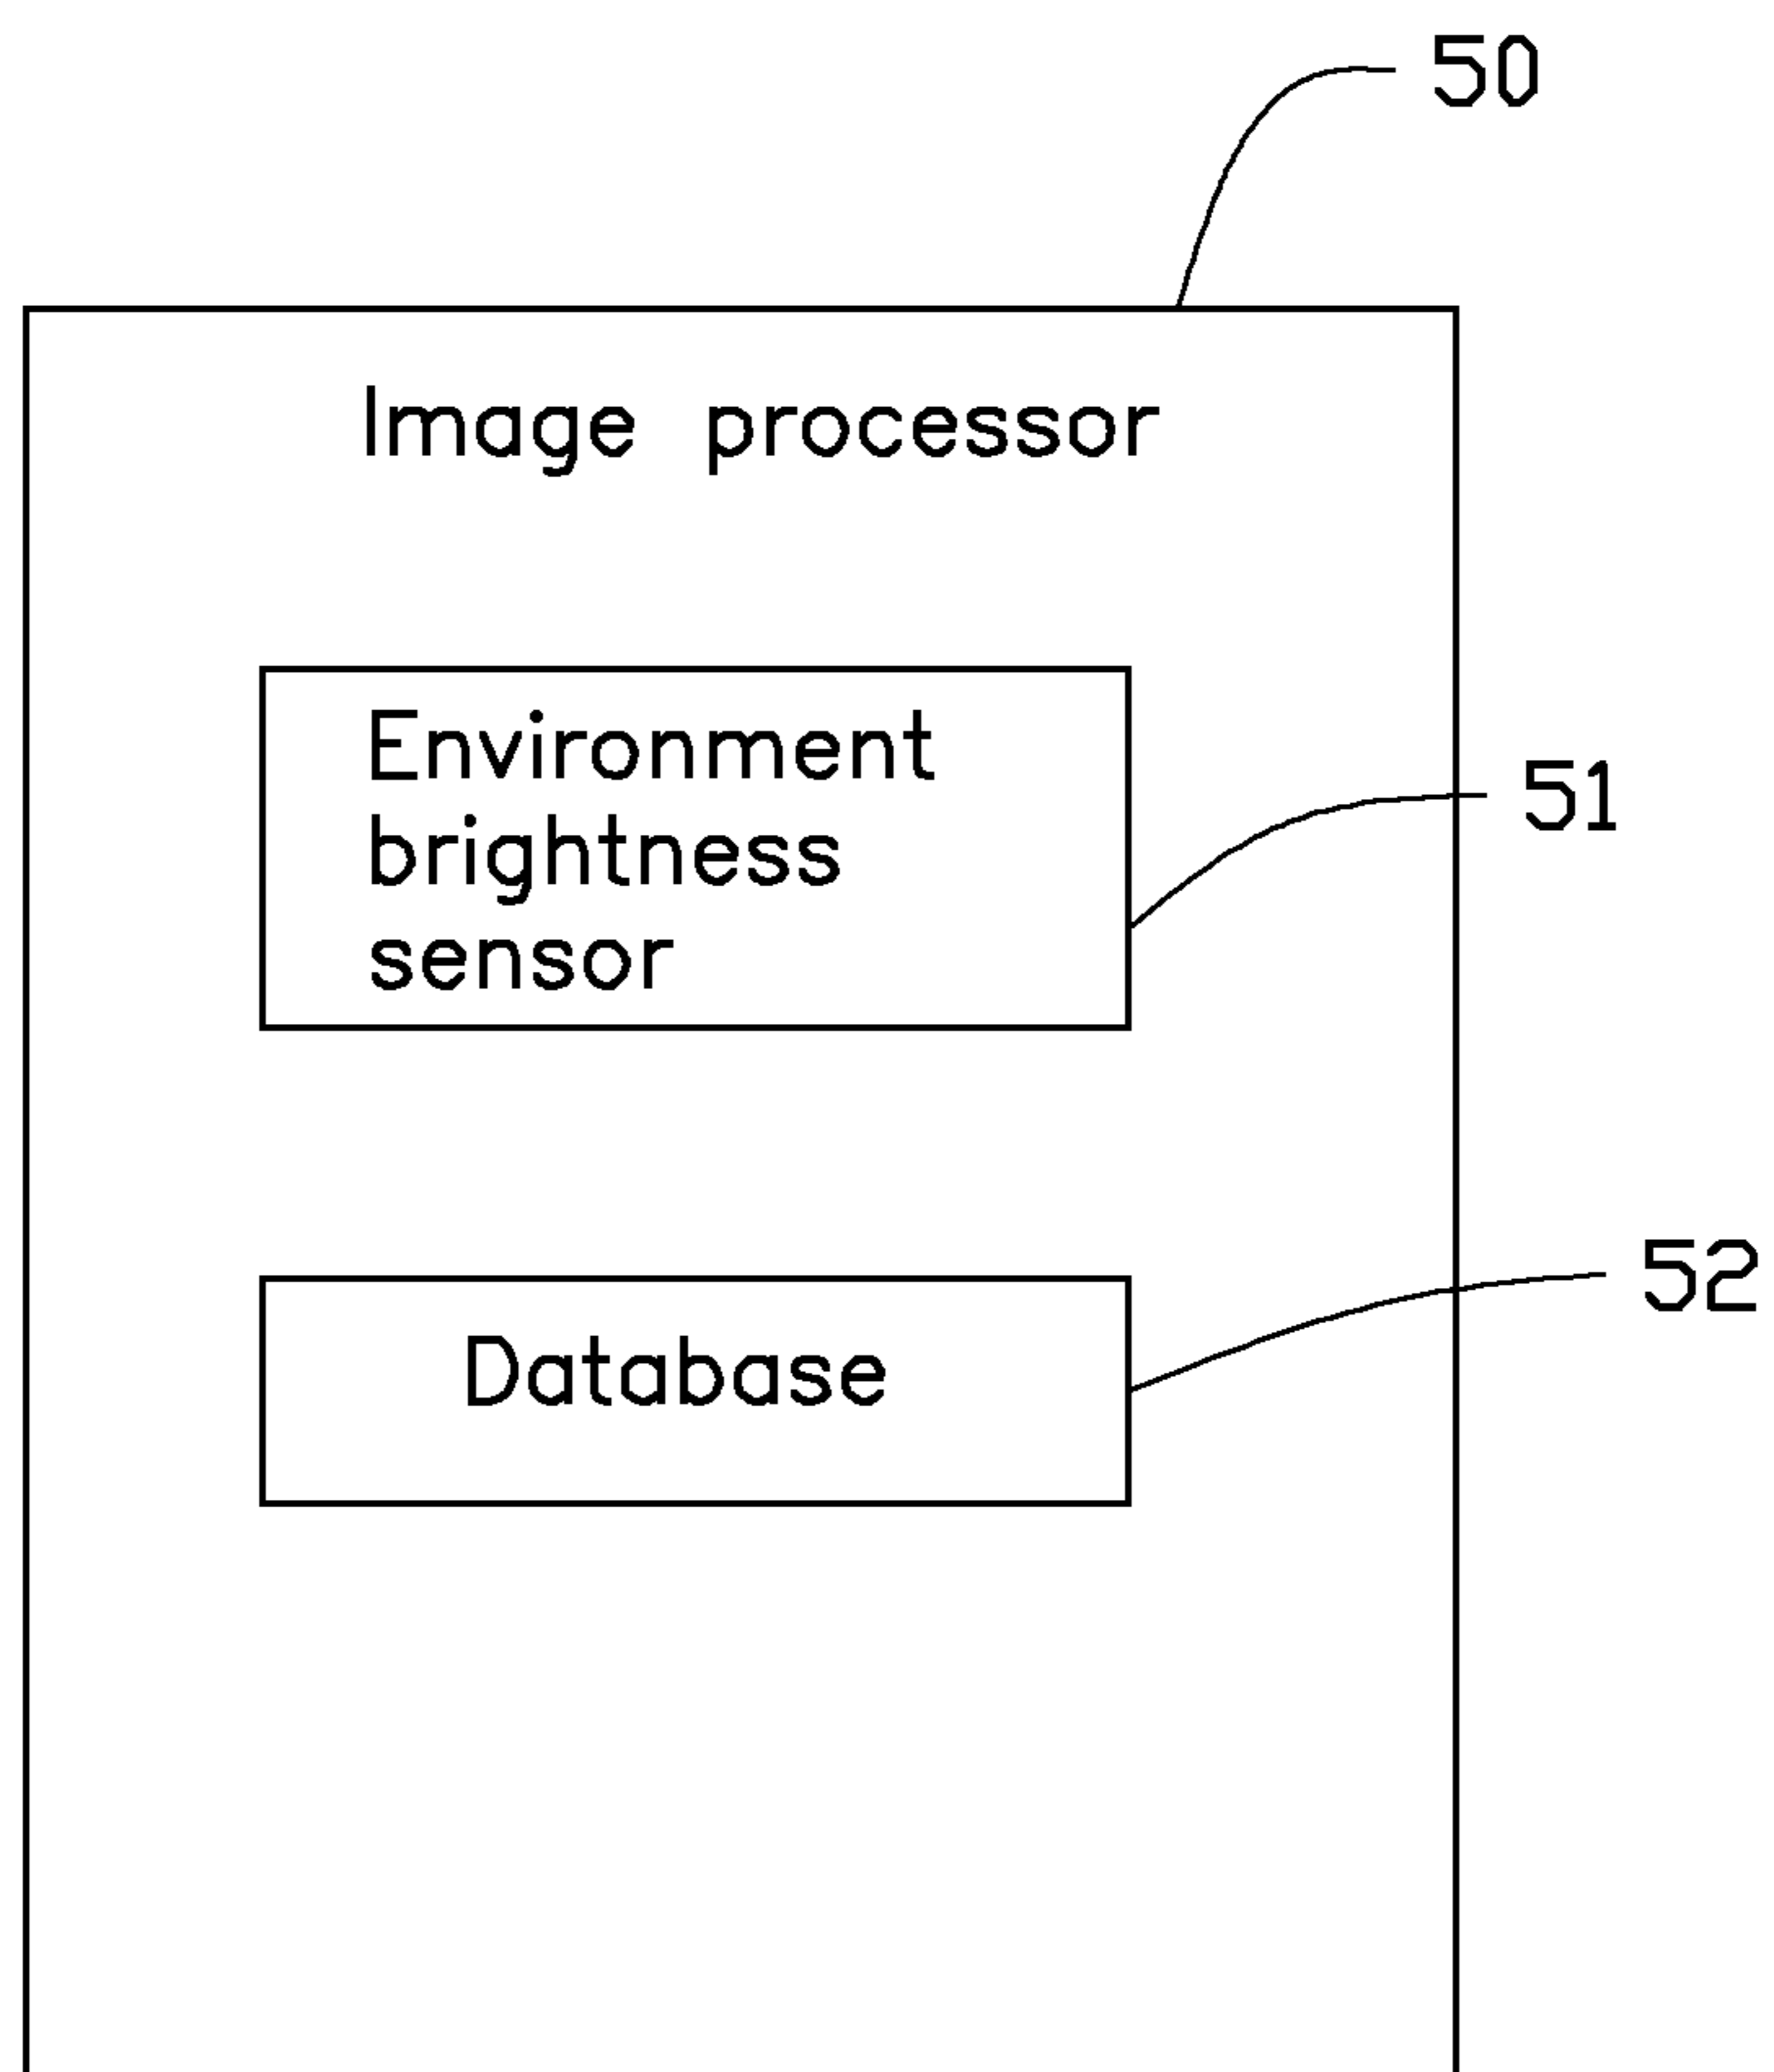 50
Image processor
Environment
brightness
sensor
51
Database
52